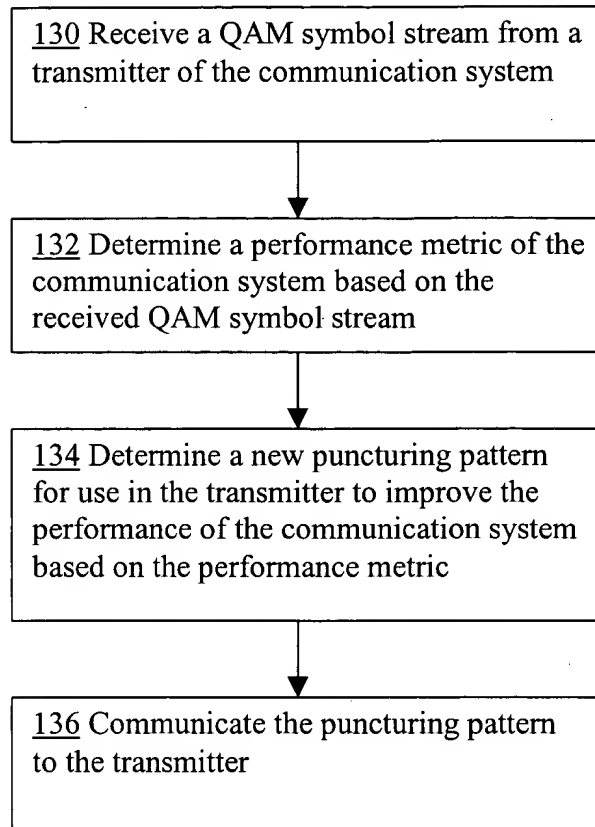 130 Receive a QAM symbol stream from a
transmitter of the communication system
132 Determine a performance metric of the
communication system based on the
received QAM symbol stream
134 Determine a new puncturing pattern
for use in the transmitter to improve the
performance of the communication system
based on the performance metric
136 Communicate the puncturing pattern
to the transmitter